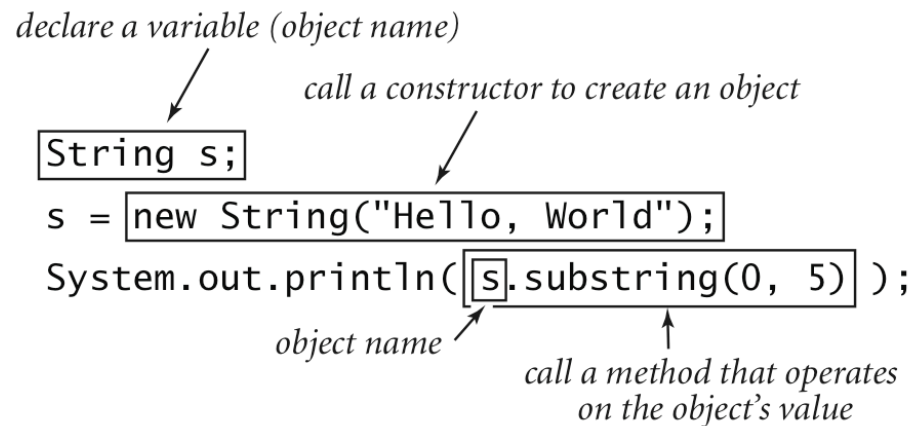 declare a variable (object name)
call a constructor to create an object
String s;
s = new String("Hello, World");
System.out.println( s.substring(0, 5) );
object name
call a method that operates
on the object’s value